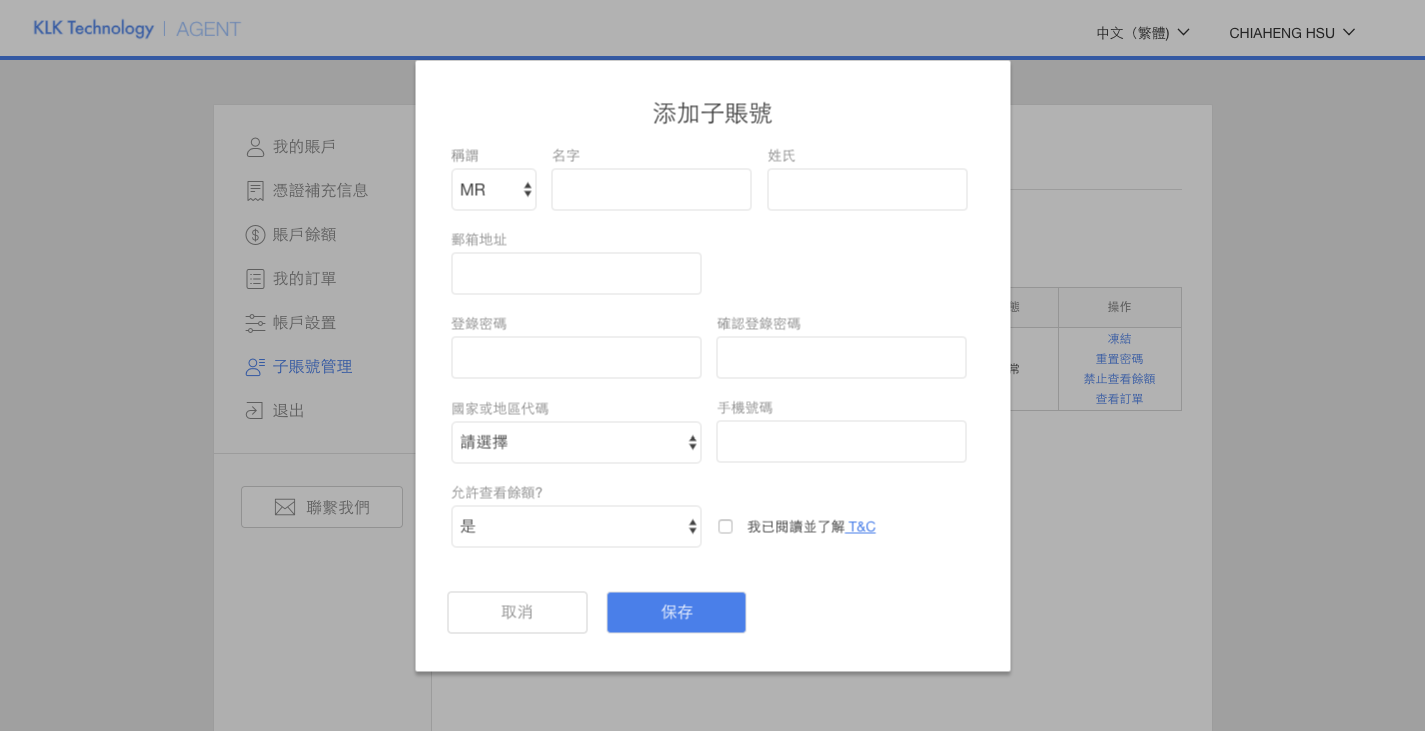 KLK Technology | AGENT
中文（繁體)
CHIAHENG HSU
我的賬戶
憑證補充信息
賬戶餘額
我的訂單
帳戶設置
子賬號管理
退出
聯繫我們
添加子賬號
稱謂
名字
姓氏
MR
郵箱地址
登錄密碼
確認登錄密碼
國家或地區代碼
手機號碼
請選擇
允許查看餘額?
是
我已閱讀並了解 T&C
取消
保存
態
操作
常
凍結
重置密碼
禁止查看餘額
查看訂單